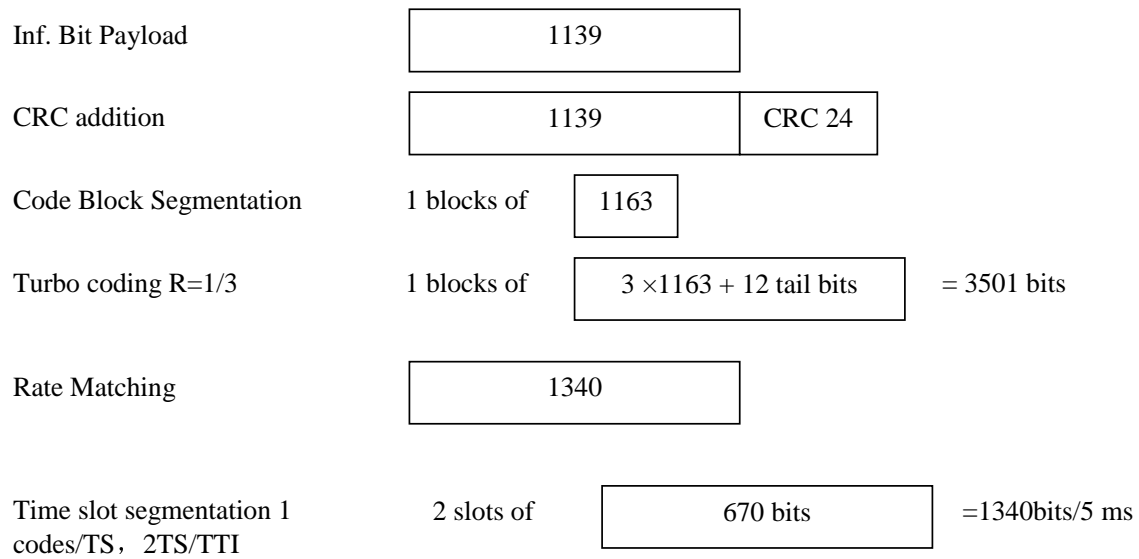 Inf. Bit Payload 1139
CRC addition 1139 CRC 24
Code Block Segmentation 1 blocks of 1163
Turbo coding R=1/3 1 blocks of 3 ×1163 + 12 tail bits = 3501 bits
Rate Matching 1340
Time slot segmentation 1 2 slots of 670 bits =1340bits/5 ms
codes/TS，2TS/TTI